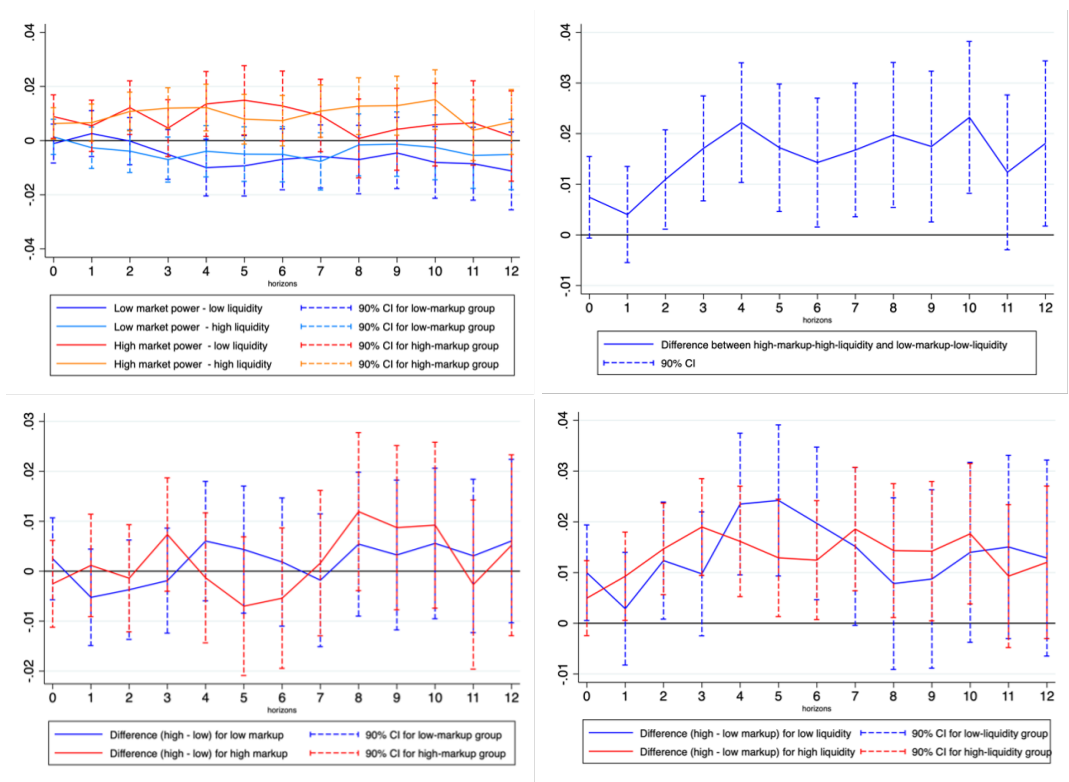 .04
.02
0
-.02
-.04
0 1 2 3 4 5 6 7 8 9 10 11 12
horizons
Low market power - low liquidity 90% CI for low-markup group
Low market power - high liquidity 90% CI for low-markup group
High market power - low liquidity 90% CI for high-markup group
High market power - high liquidity 90% CI for high-markup group
.04
.03
.02
.01
0
-.01
0 1 2 3 4 5 6 7 8 9 10 11 12
horizons
Difference between high-markup-high-liquidity and low-markup-low-liquidity
90% CI
.03
.02
.01
0
-.01
-.02
0 1 2 3 4 5 6 7 8 9 10 11 12
horizons
Difference (high - low) for low markup 90% CI for low-markup group
Difference (high - low) for high markup 90% CI for high-markup group
.04
.03
.02
.01
0
-.01
0 1 2 3 4 5 6 7 8 9 10 11 12
horizons
Difference (high - low markup) for low liquidity 90% CI for low-liquidity group
Difference (high - low markup) for high liquidity 90% CI for high-liquidity group